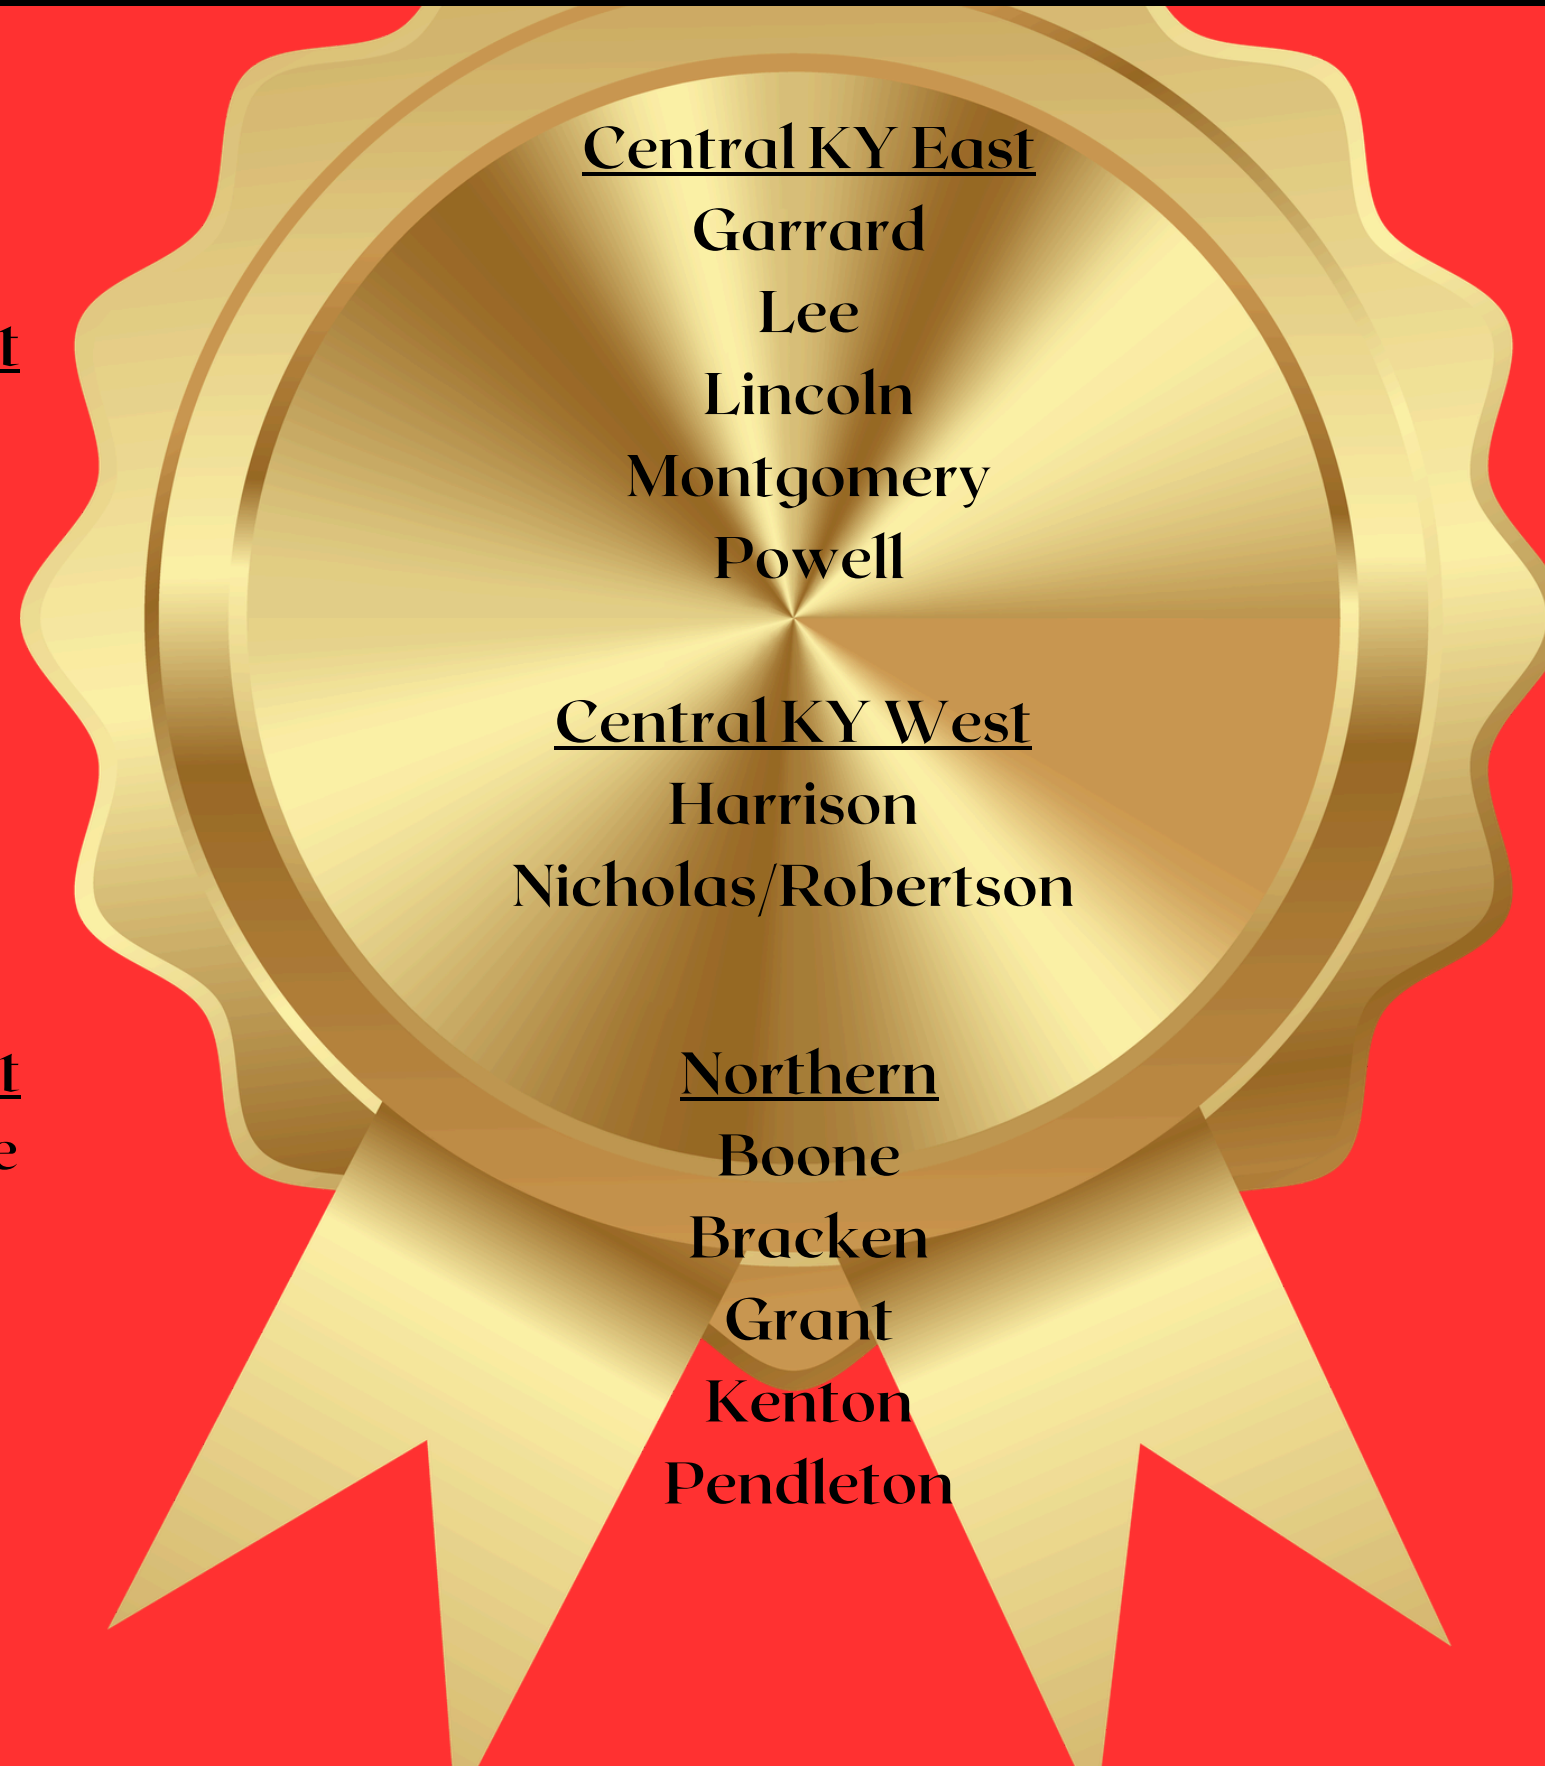 Central KY East
Garrard
Lee
Lincoln
Montgomery
Powell
Central KY West
Harrison
Nicholas/Robertson
Northern
Boone
Bracken
Grant
Kenton
Pendleton